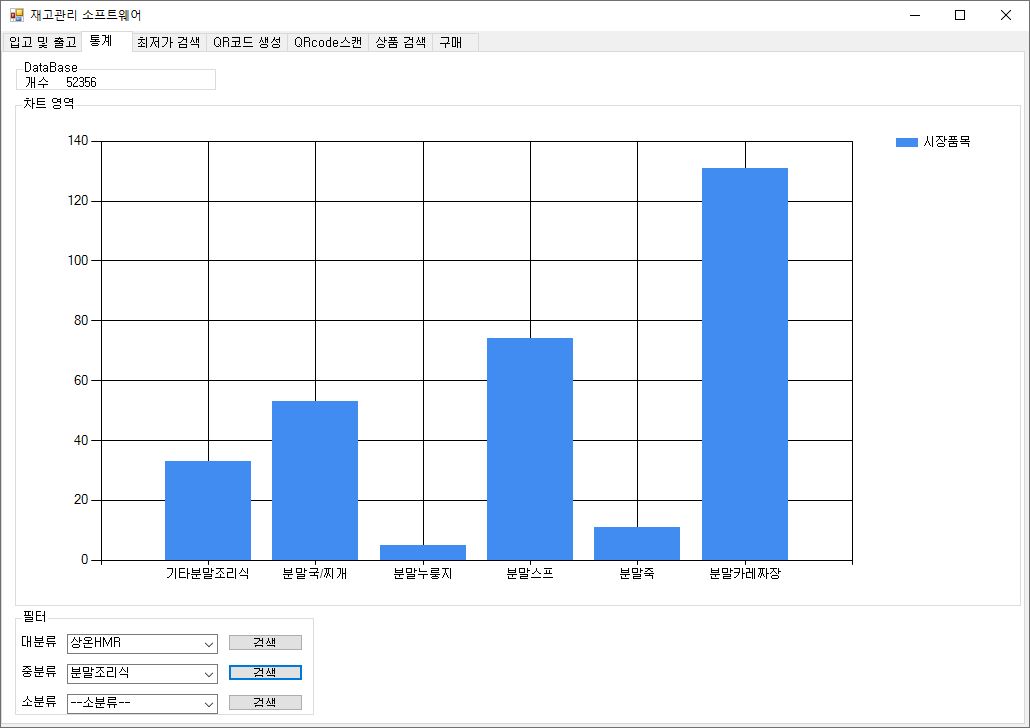 재고관리 소프트웨어
입고 및 출고 통계 최저가 검색 QR코드 생성 QRcode스캔 상품 검색 구매
DataBase
개수 52356
차트 영역
시장품목
140
120
100
80
60
40
20
0
기타분말조리식 분말국/찌개 분말누룽지 분말스프 분말죽 분말카레짜장
필터
대분류 상온HMR 검색
중분류 분말조리식 검색
소분류 --소분류-- 검색